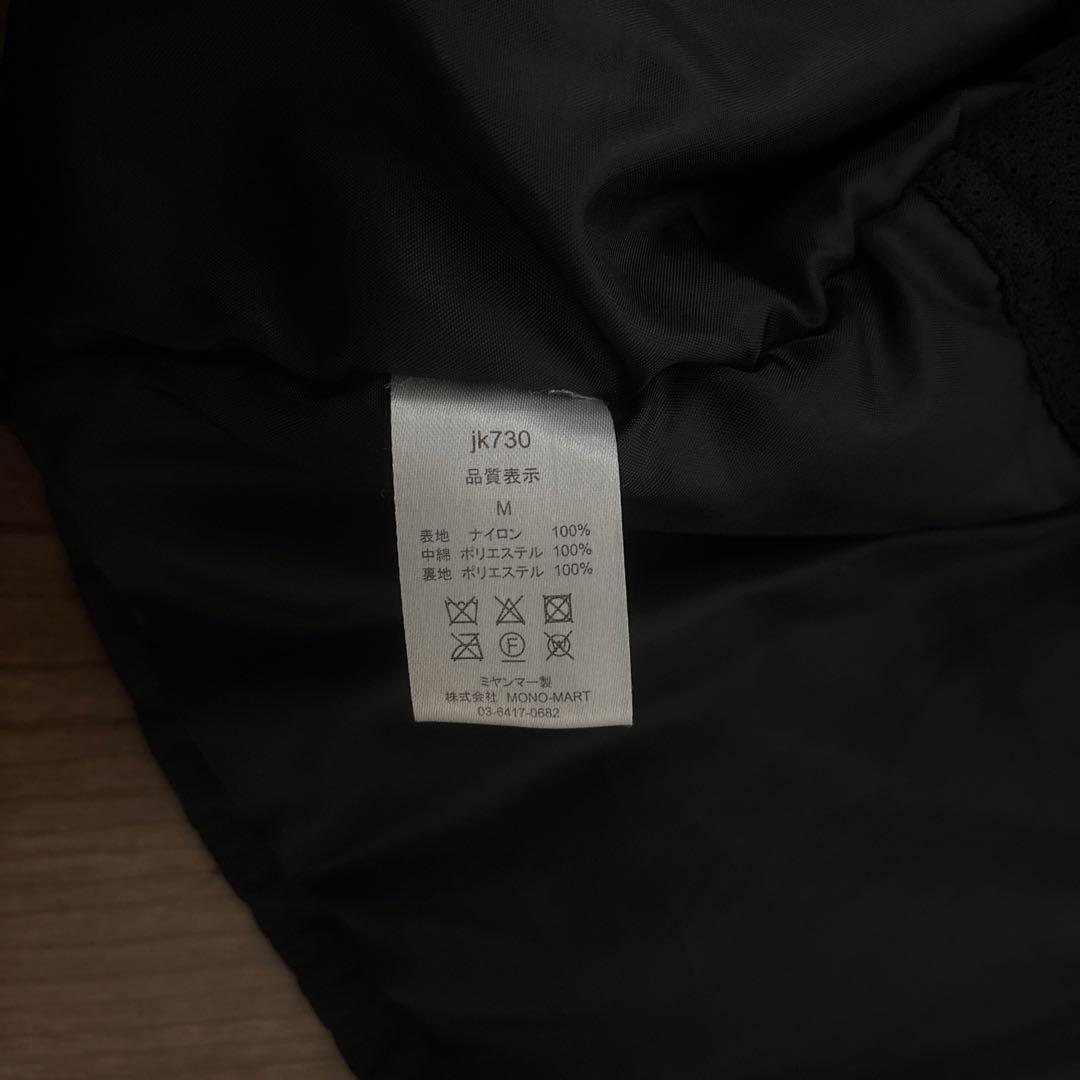 jk730
品質表示
M
表地 ナイロン 100%
中綿 ポリエステル 100%
裏地 ポリエステル 100%
F W
ミャンマー製
株式会社 MONO-MART
03-6417-0682